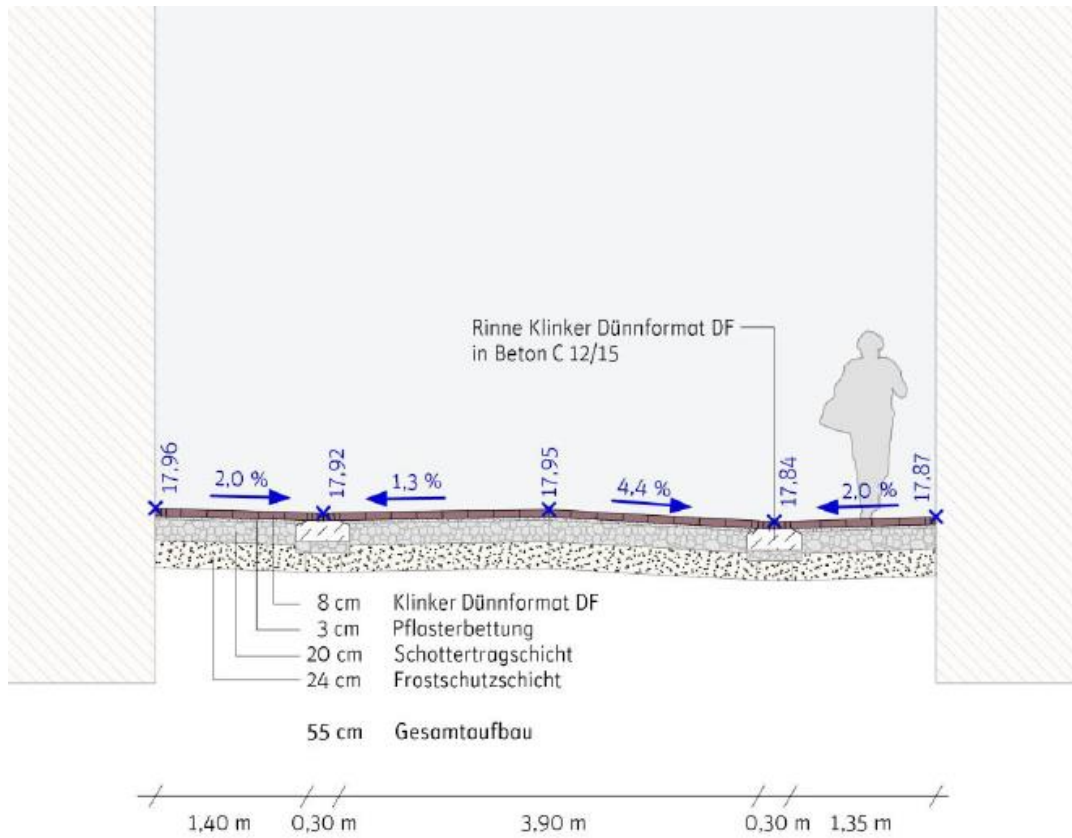 Rinne Klinker Dünnformat DF
in Beton C 12/15
17,96
2,0 %
17,92
1,3 %
17,95
4,4 %
17,84
2,0 %
17,87
8 cm Klinker Dünnformat DF
3 cm Pflasterbettung
20 cm Schottertragschicht
24 cm Frostschutzschicht
55 cm Gesamtaufbau
1,40 m 0,30 m 3,90 m 0,30 m 1,35 m